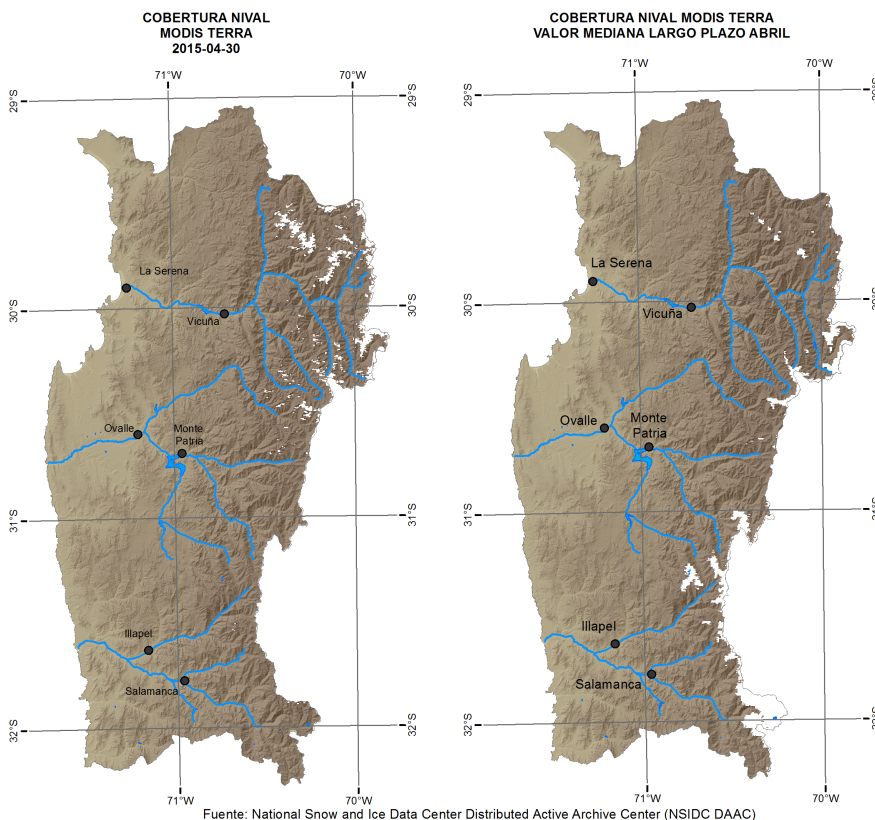 COBERTURA NIVAL
MODIS TERRA
2015-04-30
71°W
70°W
29°S
29°S
La Serena
Vicuña
30°S
30°S
Ovalle
Monte
Patria
31°S
31°S
Illapel
Salamanca
32°S
32°S
71°W
70°W
COBERTURA NIVAL MODIS TERRA
VALOR MEDIANA LARGO PLAZO ABRIL
71°W
70°W
29°S
La Serena
Vicuña
30°S
Ovalle
Monte
Patria
31°S
Illapel
Salamanca
32°S
71°W
70°W
Fuente: National Snow and Ice Data Center Distributed Active Archive Center (NSIDC DAAC)